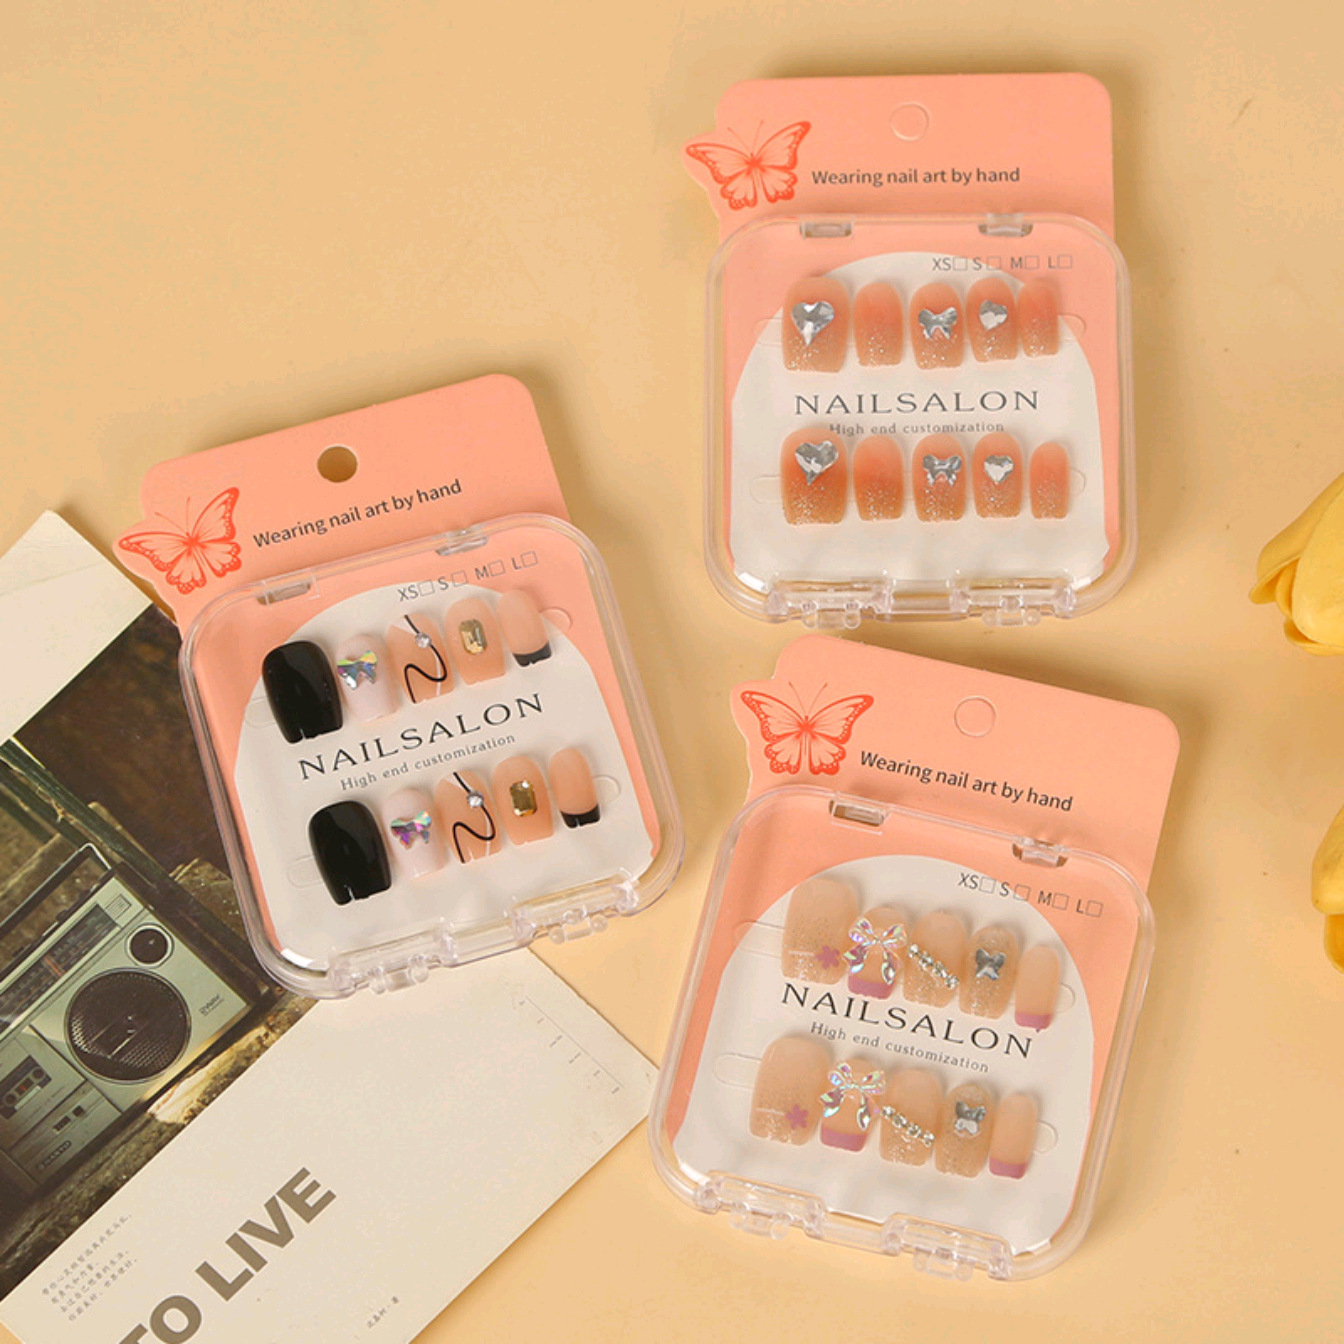 Wearing nail art by hand
XS□ S□ M□ L□
NAILSALON
High end customization
Wearing nail art by hand
XS□ S□ M□ L□
NAILSALON
High end customization
Wearing nail art by hand
XS□ S□ M□ L□
NAILSALON
High end customization
TO LIVE